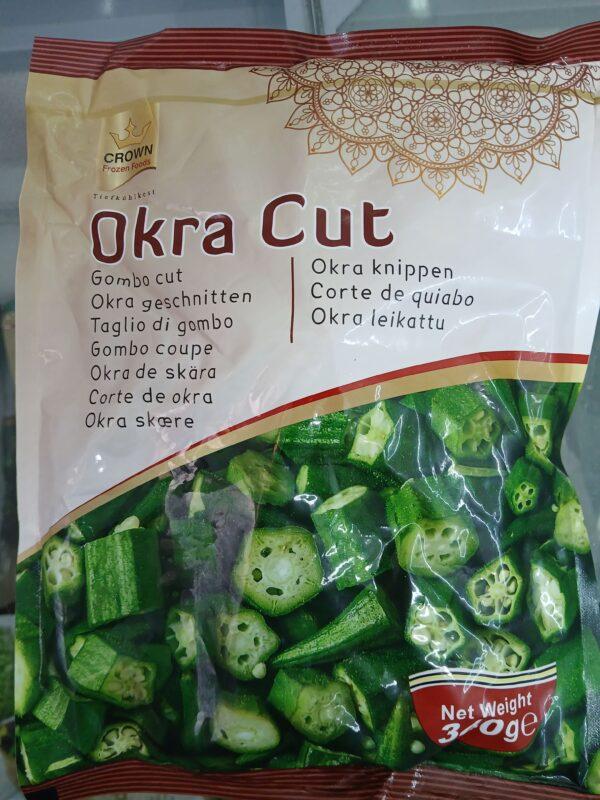 CROWN
Frozen Foods
Tiefkühlkost
Okra Cut
Gombo cut
Okra geschnitten
Taglio di gombo
Gombo coupe
Okra de skära
Corte de okra
Okra skære
Okra knippen
Corte de quiabo
Okra leikattu
Net Weight